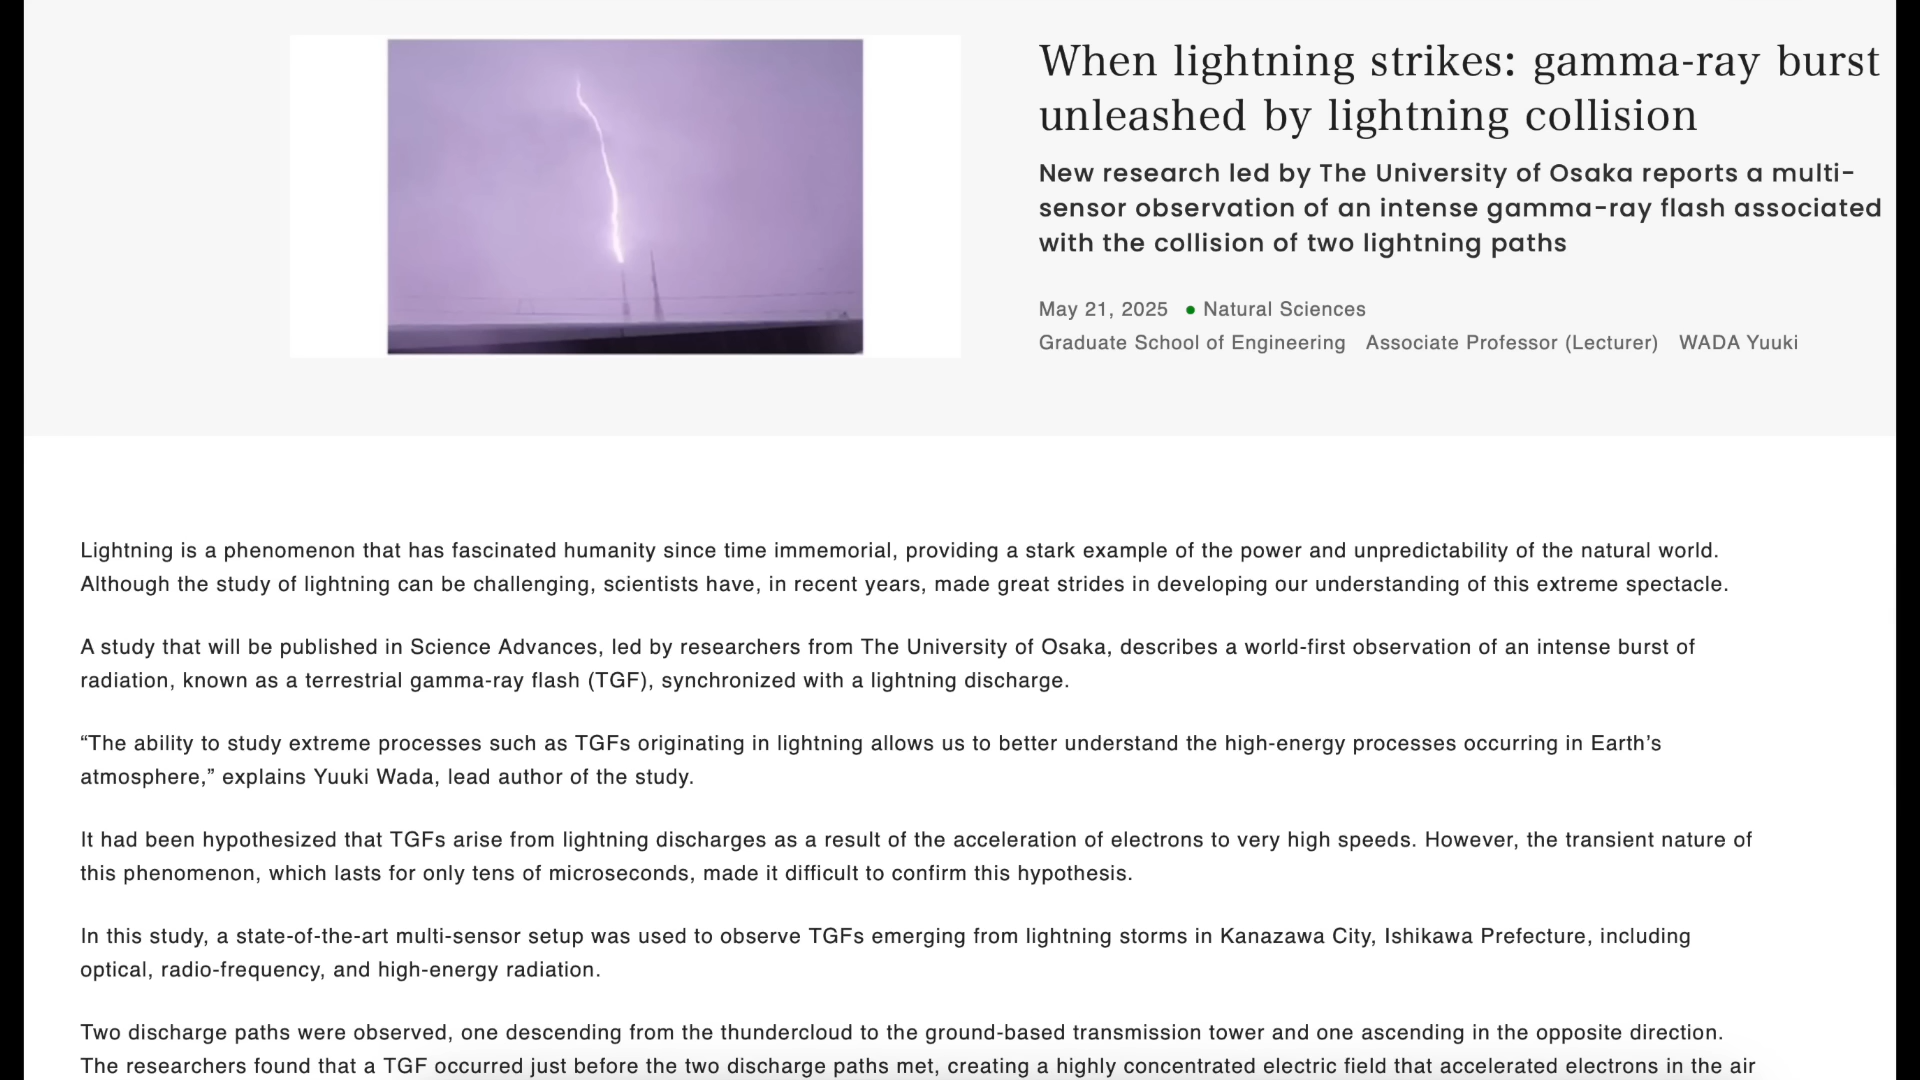 When lightning strikes: gamma-ray burst
unleashed by lightning collision
New research led by The University of Osaka reports a multi-
sensor observation of an intense gamma-ray flash associated
with the collision of two lightning paths
May 21, 2025 • Natural Sciences
Graduate School of Engineering Associate Professor (Lecturer) WADA Yuuki
Lightning is a phenomenon that has fascinated humanity since time immemorial, providing a stark example of the power and unpredictability of the natural world.
Although the study of lightning can be challenging, scientists have, in recent years, made great strides in developing our understanding of this extreme spectacle.
A study that will be published in Science Advances, led by researchers from The University of Osaka, describes a world-first observation of an intense burst of
radiation, known as a terrestrial gamma-ray flash (TGF), synchronized with a lightning discharge.
“The ability to study extreme processes such as TGFs originating in lightning allows us to better understand the high-energy processes occurring in Earth’s
atmosphere,” explains Yuuki Wada, lead author of the study.
It had been hypothesized that TGFs arise from lightning discharges as a result of the acceleration of electrons to very high speeds. However, the transient nature of
this phenomenon, which lasts for only tens of microseconds, made it difficult to confirm this hypothesis.
In this study, a state-of-the-art multi-sensor setup was used to observe TGFs emerging from lightning storms in Kanazawa City, Ishikawa Prefecture, including
optical, radio-frequency, and high-energy radiation.
Two discharge paths were observed, one descending from the thundercloud to the ground-based transmission tower and one ascending in the opposite direction.
The researchers found that a TGF occurred just before the two discharge paths met, creating a highly concentrated electric field that accelerated electrons in the air